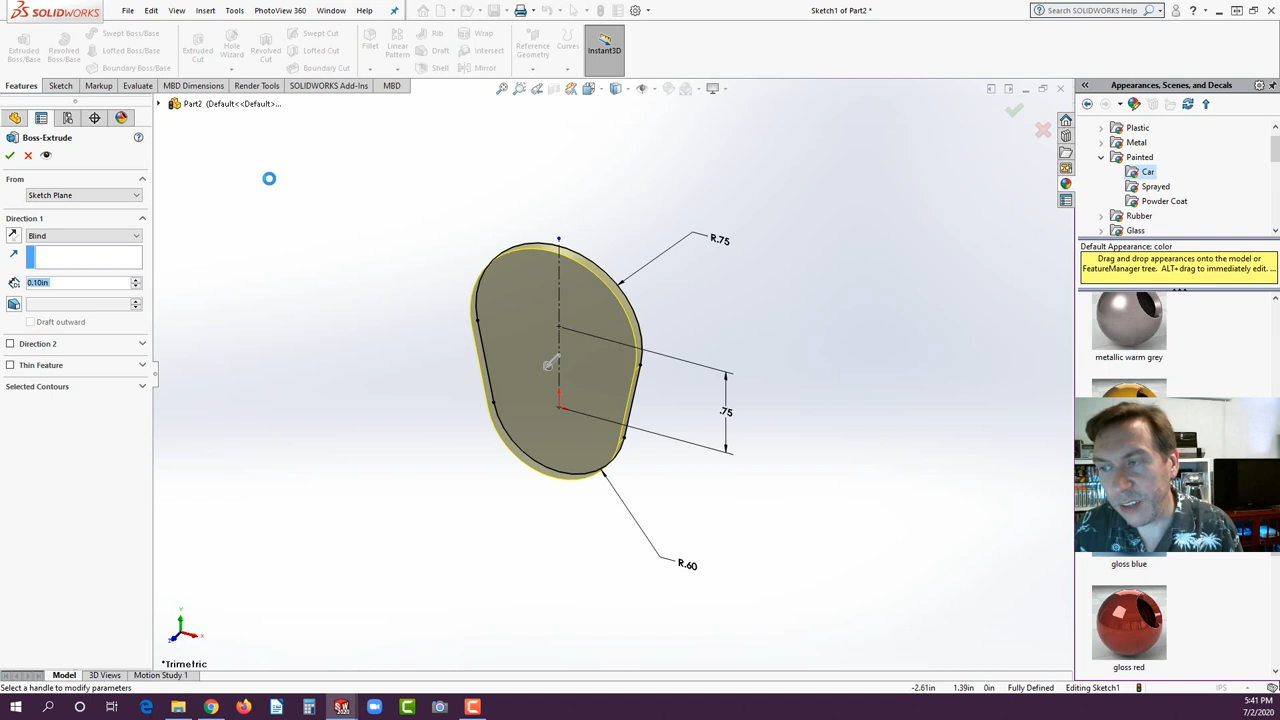 SOLIDWORKS File Edit View Insert Tools PhotoView 360 Window Help Sketch1 of Part2 * Search SOLIDWORKS Help
Extruded Boss/Base
Revolved Boss/Base
Swept Boss/Base
Lofted Boss/Base
Boundary Boss/Base
Extruded Cut
Hole Wizard
Revolved Cut
Swept Cut
Lofted Cut
Boundary Cut
Fillet
Linear Pattern
Rib
Draft
Shell
Wrap
Intersect
Mirror
Reference Geometry
Curves
Instant3D
Features Sketch Markup Evaluate MBD Dimensions Render Tools SOLIDWORKS Add-Ins MBD
Part2 (Default<<Default>...
Boss-Extrude
From
Sketch Plane
Direction 1
Blind
0.10in
Draft outward
Direction 2
Thin Feature
Selected Contours
R.75
.75
R.60
*Trimetric
Appearances, Scenes, and Decals
Plastic
Metal
Painted
Car
Sprayed
Powder Coat
Rubber
Glass
Default Appearance: color
Drag and drop appearances onto the model or
FeatureManager tree. ALT+drag to immediately edit. ...
metallic warm grey
gloss blue
gloss red
Model 3D Views Motion Study 1
Select a handle to modify parameters -2.61in 1.39in 0in Fully Defined Editing Sketch1 IPS
5:41 PM
7/2/2020